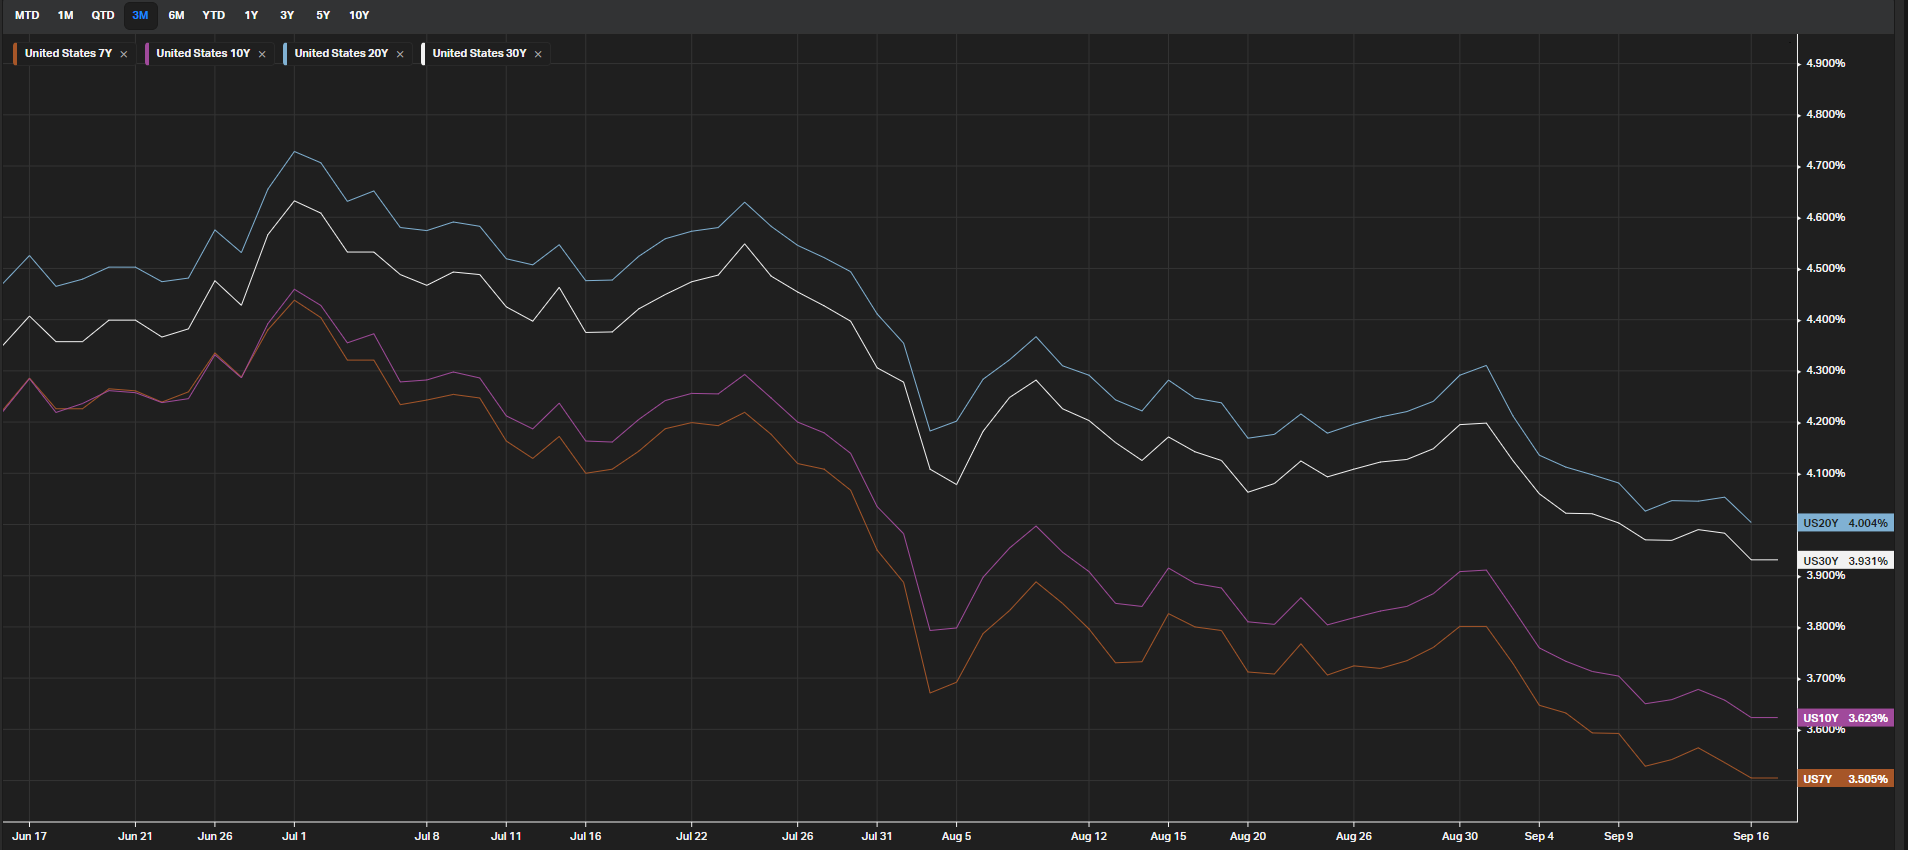 MTD 1M QTD 3M 6M YTD 1Y 3Y 5Y 10Y
United States 7Y × United States 10Y × United States 20Y × United States 30Y ×
4.900%
4.800%
4.700%
4.600%
4.500%
4.400%
4.300%
4.200%
4.100%
US20Y 4.004%
US30Y 3.931%
3.900%
3.800%
3.700%
US10Y 3.623%
3.600%
US7Y 3.505%
Jun 17 Jun 21 Jun 26 Jul 1 Jul 8 Jul 11 Jul 16 Jul 22 Jul 26 Jul 31 Aug 5 Aug 12 Aug 15 Aug 20 Aug 26 Aug 30 Sep 4 Sep 9 Sep 16